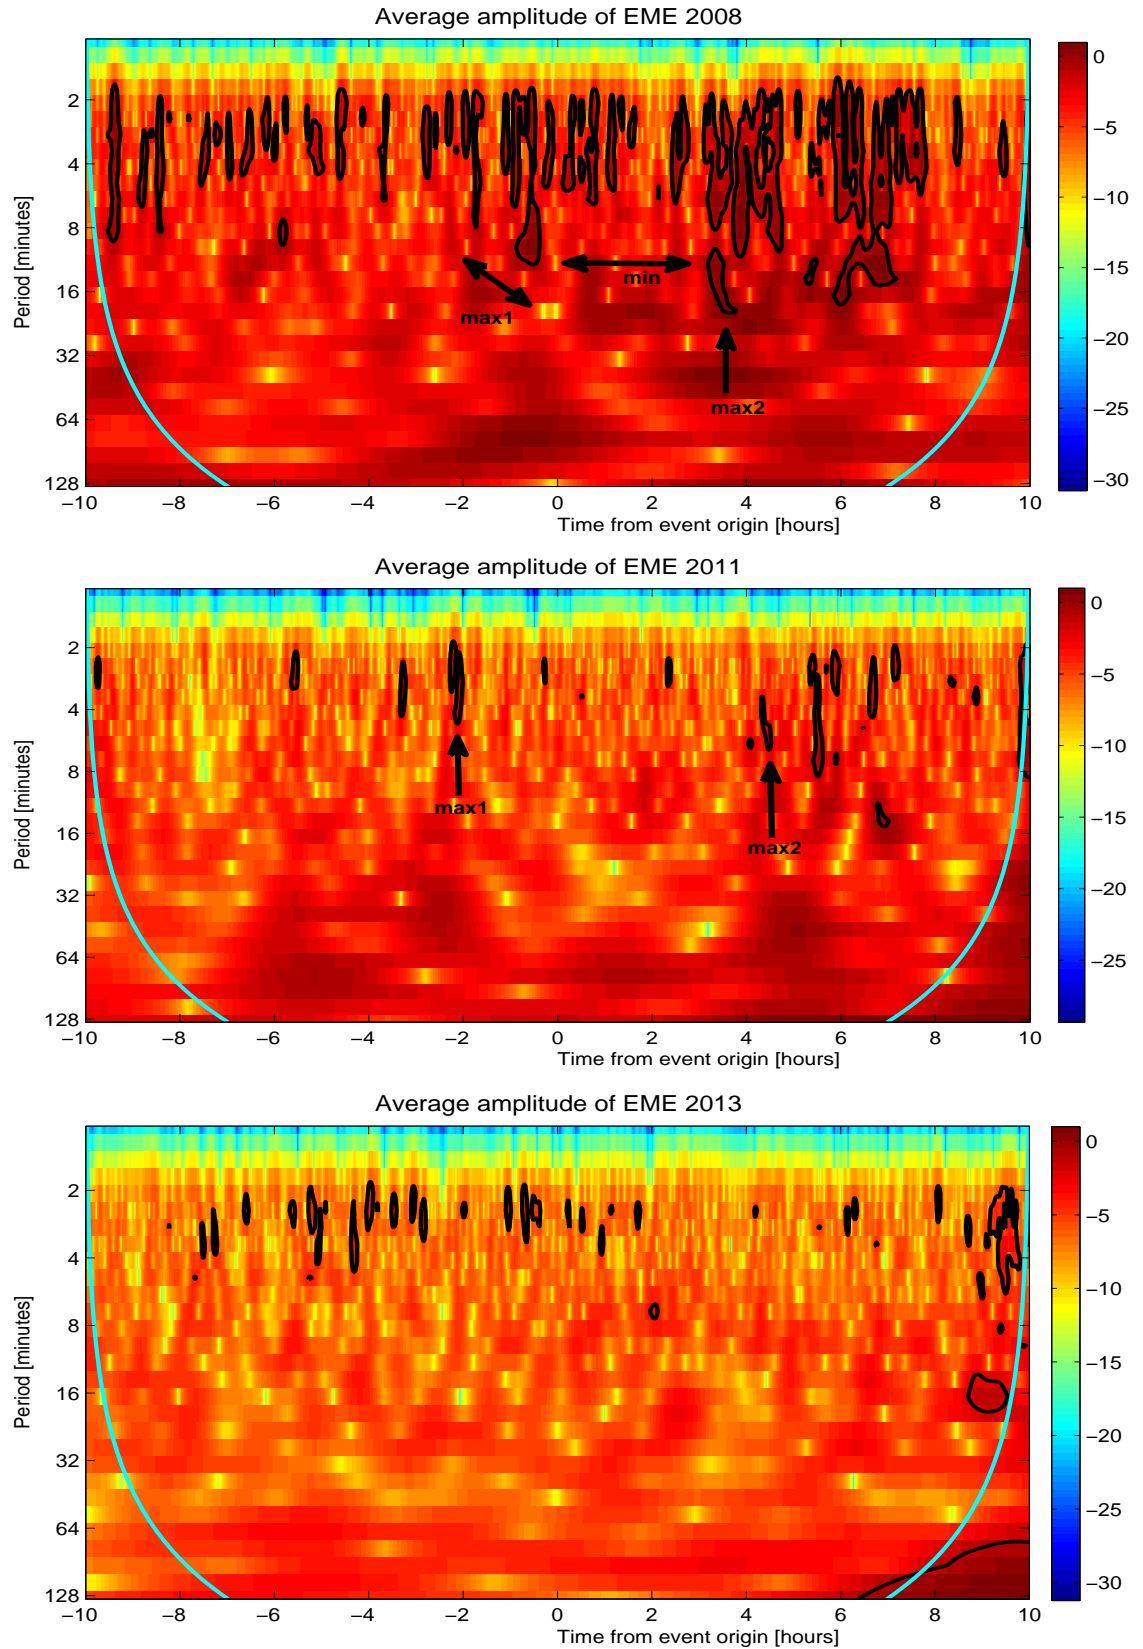 Average amplitude of EME 2008
Period [minutes]
2
4
8
16
32
64
128
max1
min
max2
−10 −8 −6 −4 −2 0 2 4 6 8 10
Time from event origin [hours]
0
−5
−10
−15
−20
−25
−30
Average amplitude of EME 2011
Period [minutes]
2
4
8
16
32
64
128
max1
max2
−10 −8 −6 −4 −2 0 2 4 6 8 10
Time from event origin [hours]
0
−5
−10
−15
−20
−25
Average amplitude of EME 2013
Period [minutes]
2
4
8
16
32
64
128
−10 −8 −6 −4 −2 0 2 4 6 8 10
Time from event origin [hours]
0
−5
−10
−15
−20
−25
−30